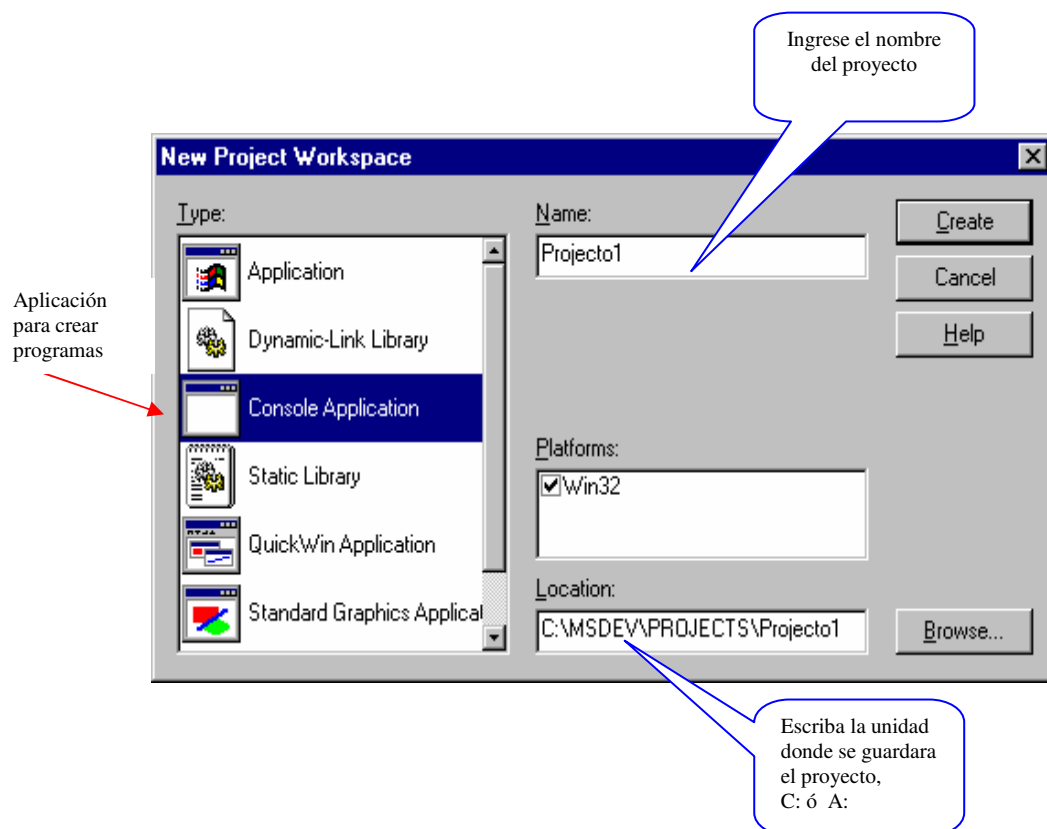 Ingrese el nombre
del proyecto
New Project Workspace
Type:
Application
Dynamic-Link Library
Console Application
Static Library
QuickWin Application
Standard Graphics Applicat
Name:
Projecto1
Platforms:
Win32
Location:
C:\MSDEV\PROJECTS\Projecto1
Create
Cancel
Help
Browse...
Aplicación
para crear
programas
Escriba la unidad
donde se guardara
el proyecto,
C: ó A: